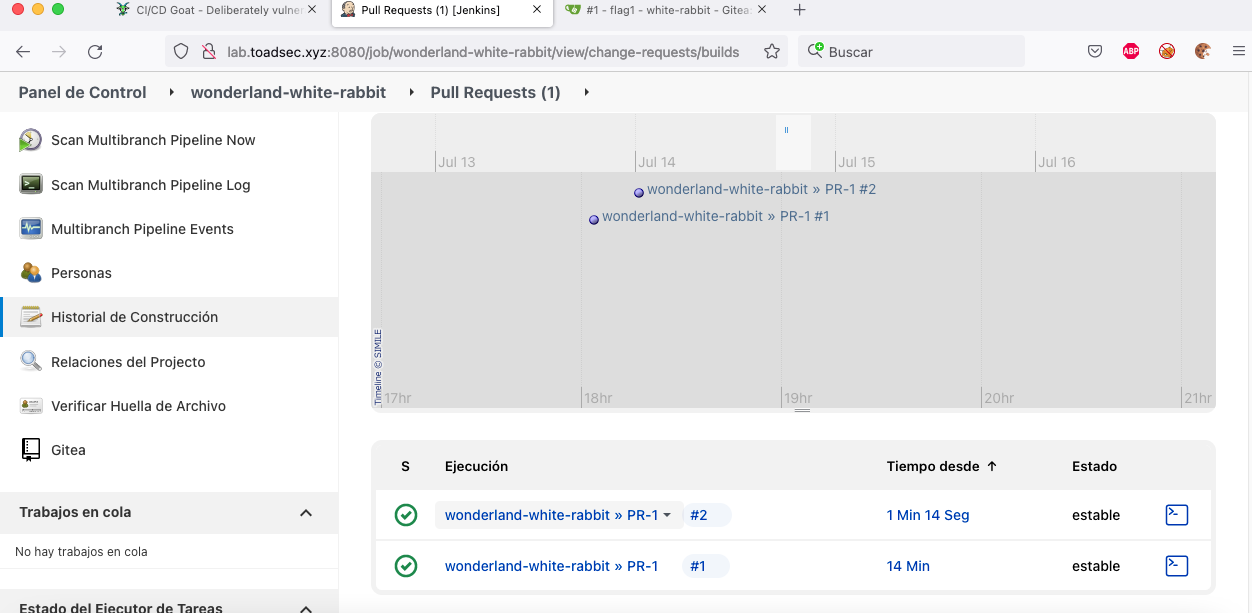 CI/CD Goat - Deliberately vulner
Pull Requests (1) [Jenkins]
#1 - flag1 - white-rabbit - Gitea:
lab.toadsec.xyz:8080/job/wonderland-white-rabbit/view/change-requests/builds
Buscar
ABP
Panel de Control
wonderland-white-rabbit
Pull Requests (1)
Scan Multibranch Pipeline Now
Scan Multibranch Pipeline Log
Multibranch Pipeline Events
Personas
Historial de Construcción
Relaciones del Projecto
Verificar Huella de Archivo
Gitea
Trabajos en cola
No hay trabajos en cola
Estado del Ejecutor de Tareas
Jul 13
Jul 14
Jul 15
Jul 16
wonderland-white-rabbit » PR-1 #2
wonderland-white-rabbit » PR-1 #1
Timeline © SIMILE
17hr
18hr
19hr
20hr
21hr
S Ejecución Tiempo desde ↑ Estado
wonderland-white-rabbit » PR-1 #2 1 Min 14 Seg estable
wonderland-white-rabbit » PR-1 #1 14 Min estable